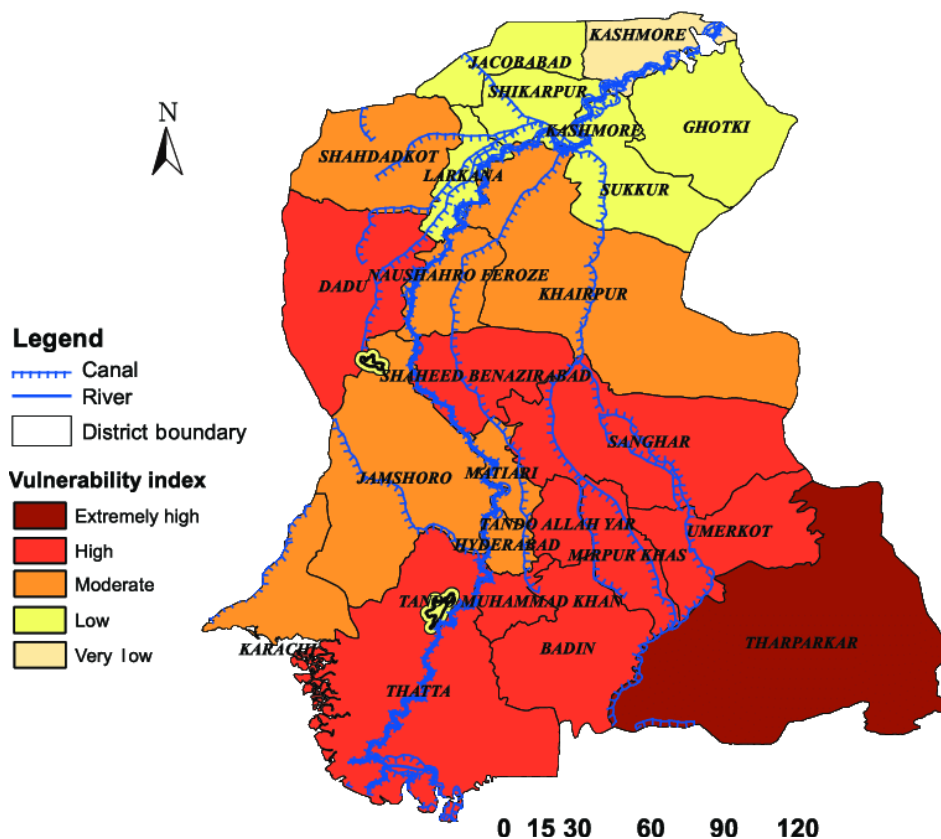 KASHMORE
JACOBABAD
SHIKARPUR
N
KASHMORE
GHOTKI
SHAHDADKOT
LARKANA
SUKKUR
NAUSHAHRO FEROZE
DADU
KHAIRPUR
Legend
Canal
River
District boundary
SHAHEED BENAZIRABAD
SANGHAR
MATIARI
JAMSHORO
Vulnerability index
Extremely high
High
Moderate
Low
Very low
TANDO ALLAH YAR
UMERKOT
HYDERABAD
MIRPUR KHAS
TANDO MUHAMMAD KHAN
THARPARKAR
KARACHI
BADIN
THATTA
0 15 30 60 90 120